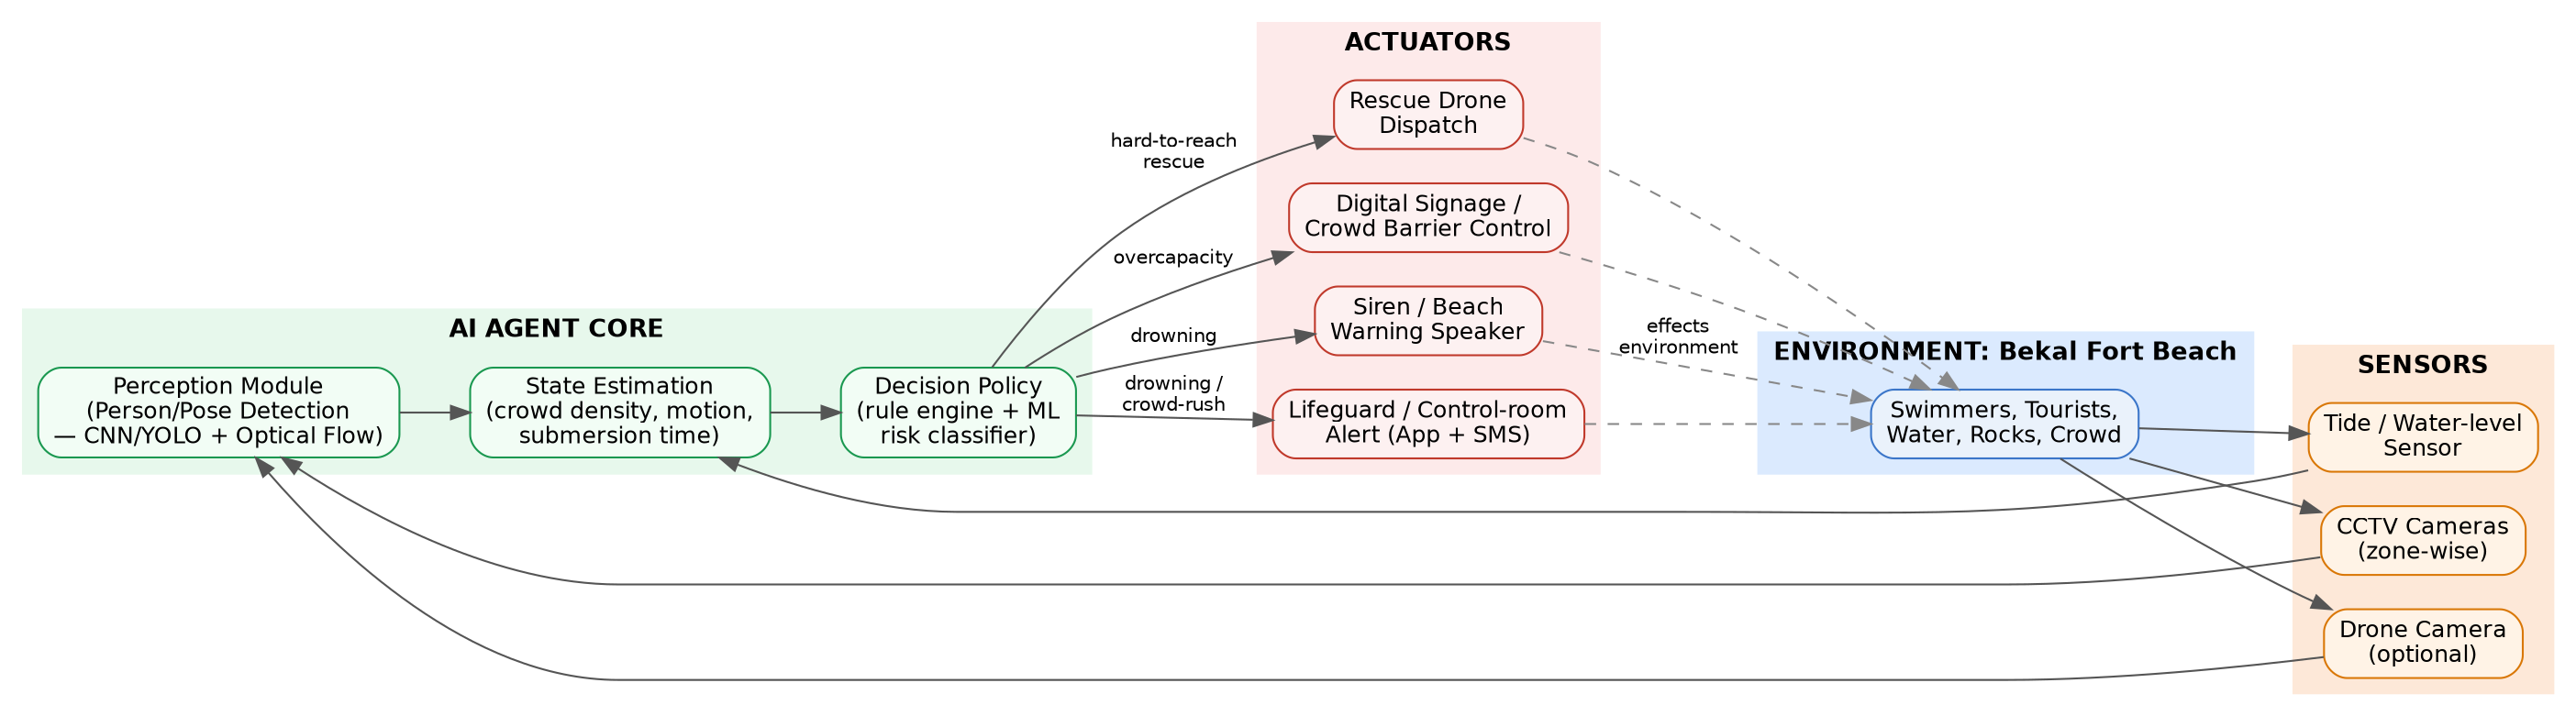 ACTUATORS
Rescue Drone
Dispatch
hard-to-reach
rescue
Digital Signage /
Crowd Barrier Control
overcapacity
Siren / Beach
Warning Speaker
drowning
effects
environment
Lifeguard / Control-room
Alert (App + SMS)
drowning /
crowd-rush
AI AGENT CORE
Perception Module
(Person/Pose Detection
— CNN/YOLO + Optical Flow)
State Estimation
(crowd density, motion,
submersion time)
Decision Policy
(rule engine + ML
risk classifier)
ENVIRONMENT: Bekal Fort Beach
Swimmers, Tourists,
Water, Rocks, Crowd
SENSORS
Tide / Water-level
Sensor
CCTV Cameras
(zone-wise)
Drone Camera
(optional)